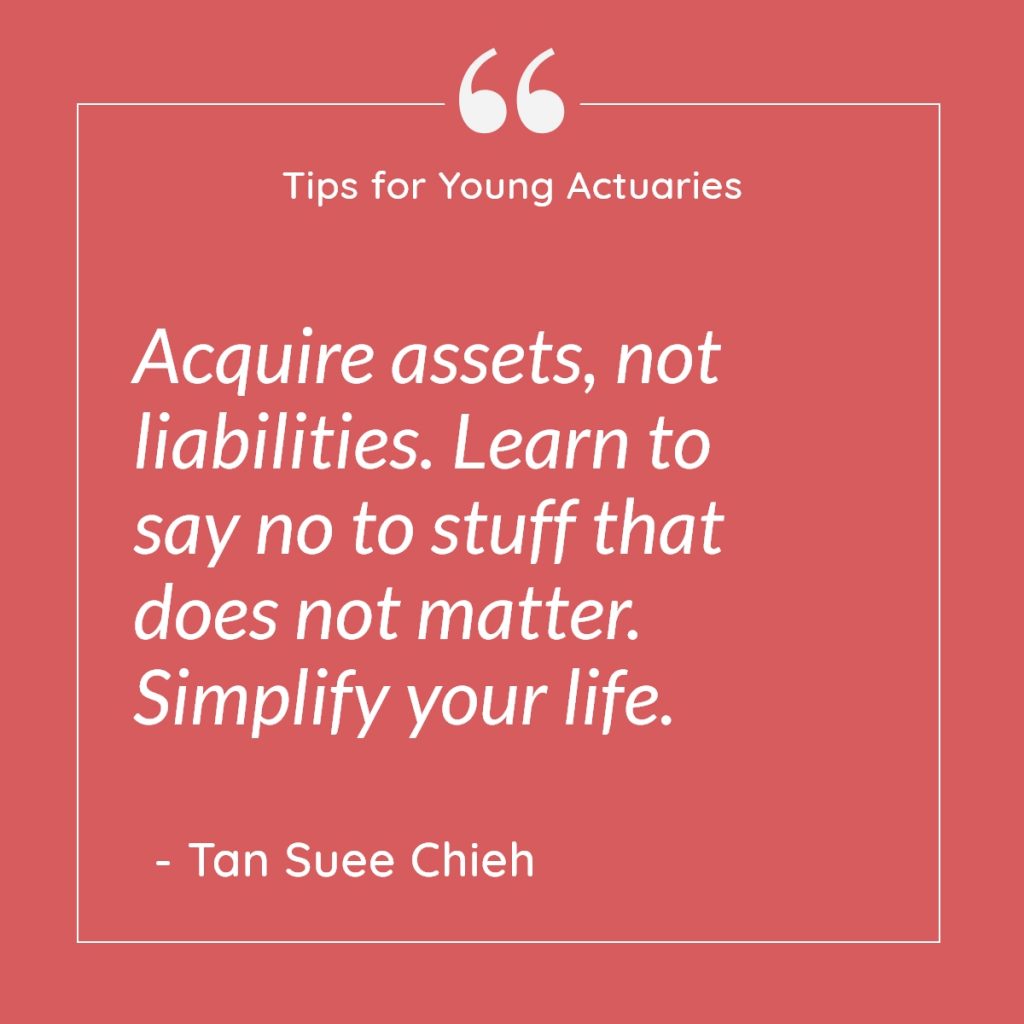 “
Tips for Young Actuaries
Acquire assets, not
liabilities. Learn to
say no to stuff that
does not matter.
Simplify your life.
- Tan Suee Chieh